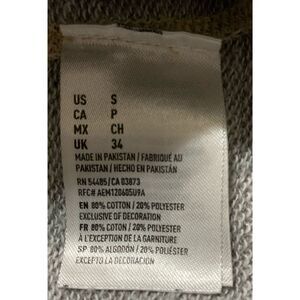 US S
CA P
MX CH
UK 34
MADE IN PAKISTAN / FABRIQUÉ AU
PAKISTAN / HECHO EN PAKISTÁN
RN 54485/CA 03873
RFC# AEM120605U9A
EN 80% COTTON / 20% POLYESTER
EXCLUSIVE OF DECORATION
FR 80% COTON / 20% POLYESTER
À L'EXCEPTION DE LA GARNITURE
SP 80% ALGODÓN / 20% POLIÉSTER
EXCEPTO LA DECORACIÓN